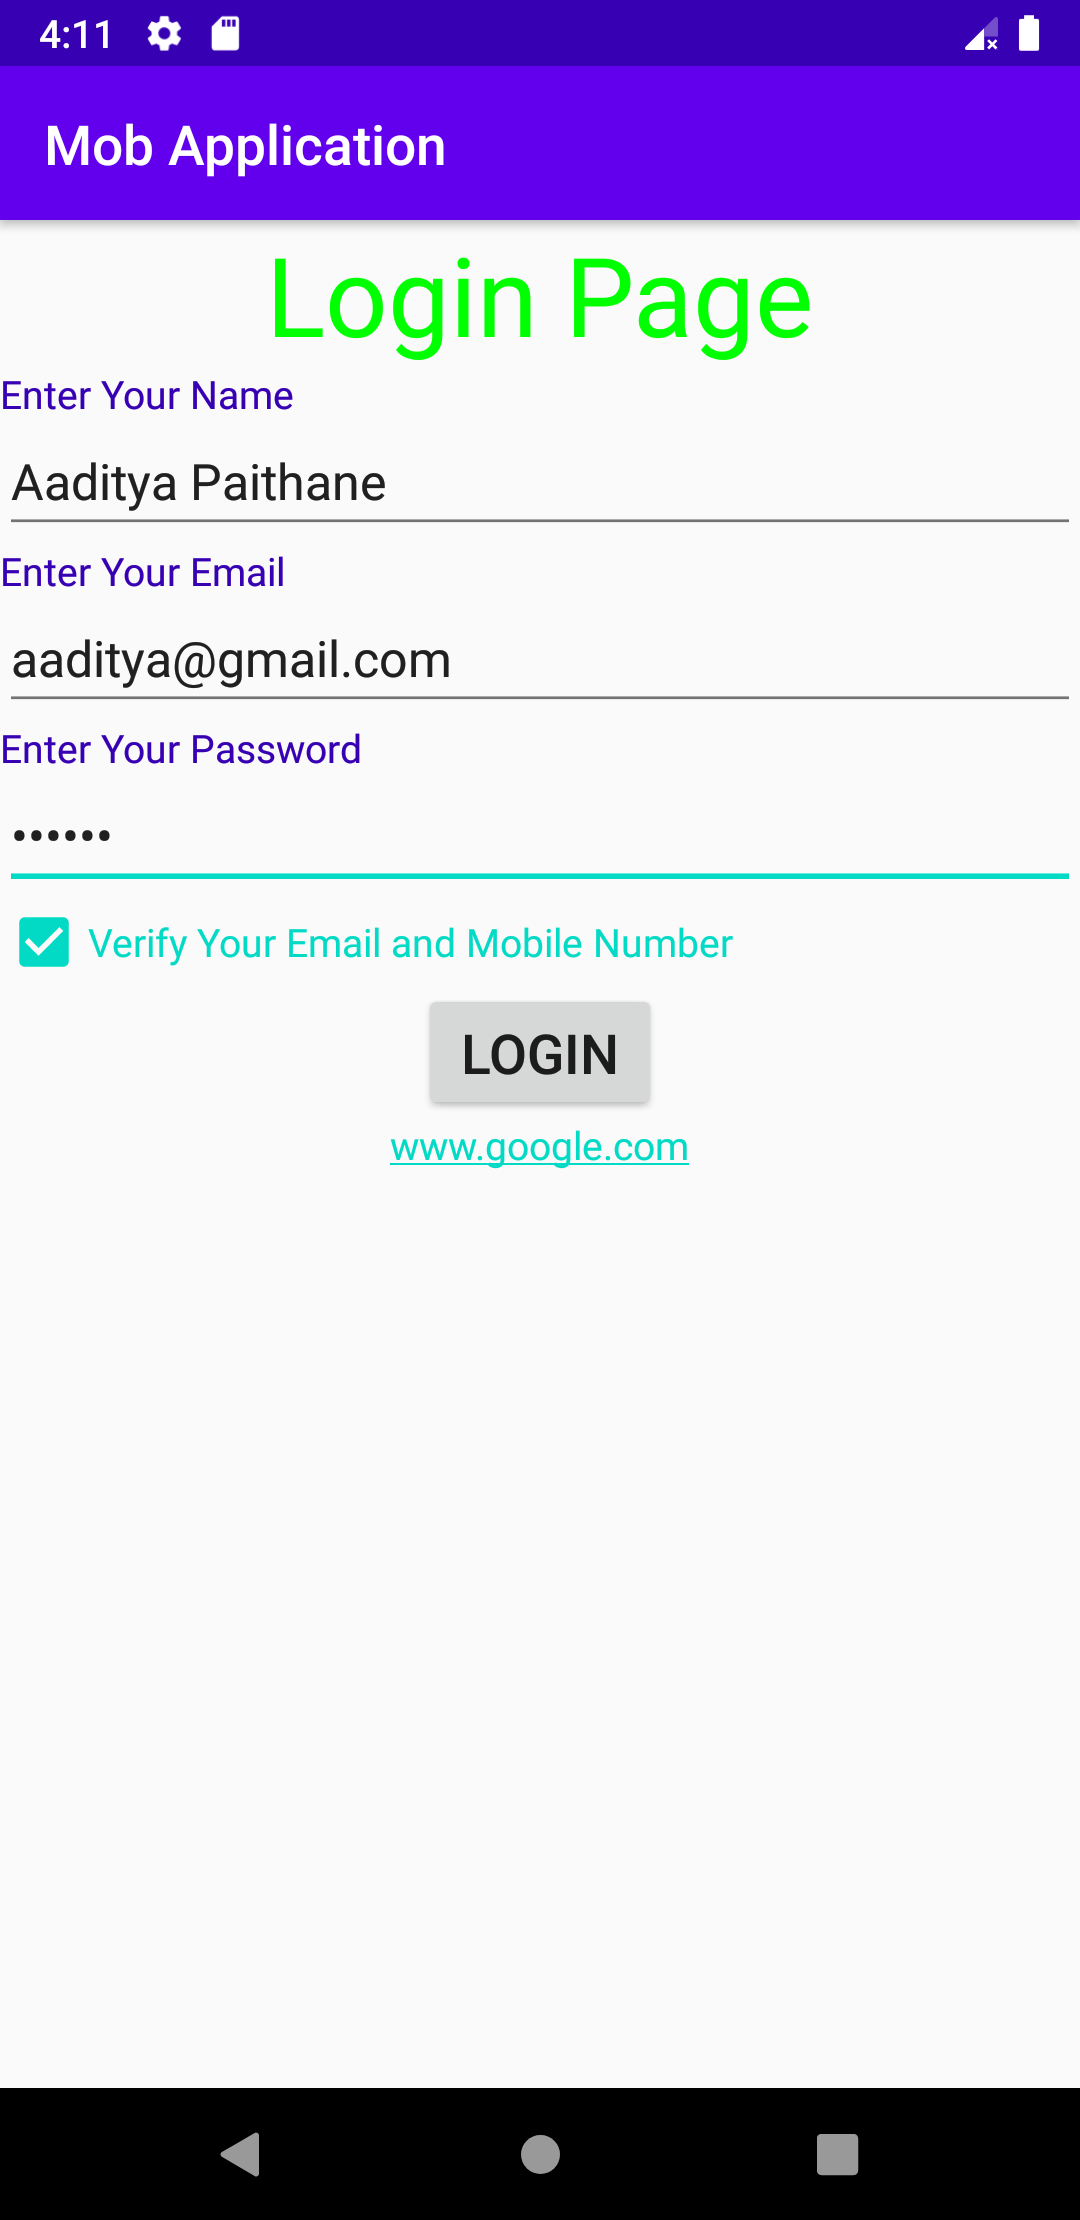 4:11
Mob Application
Login Page
Enter Your Name
Aaditya Paithane
Enter Your Email
aaditya@gmail.com
Enter Your Password
••••••
Verify Your Email and Mobile Number
LOGIN
www.google.com